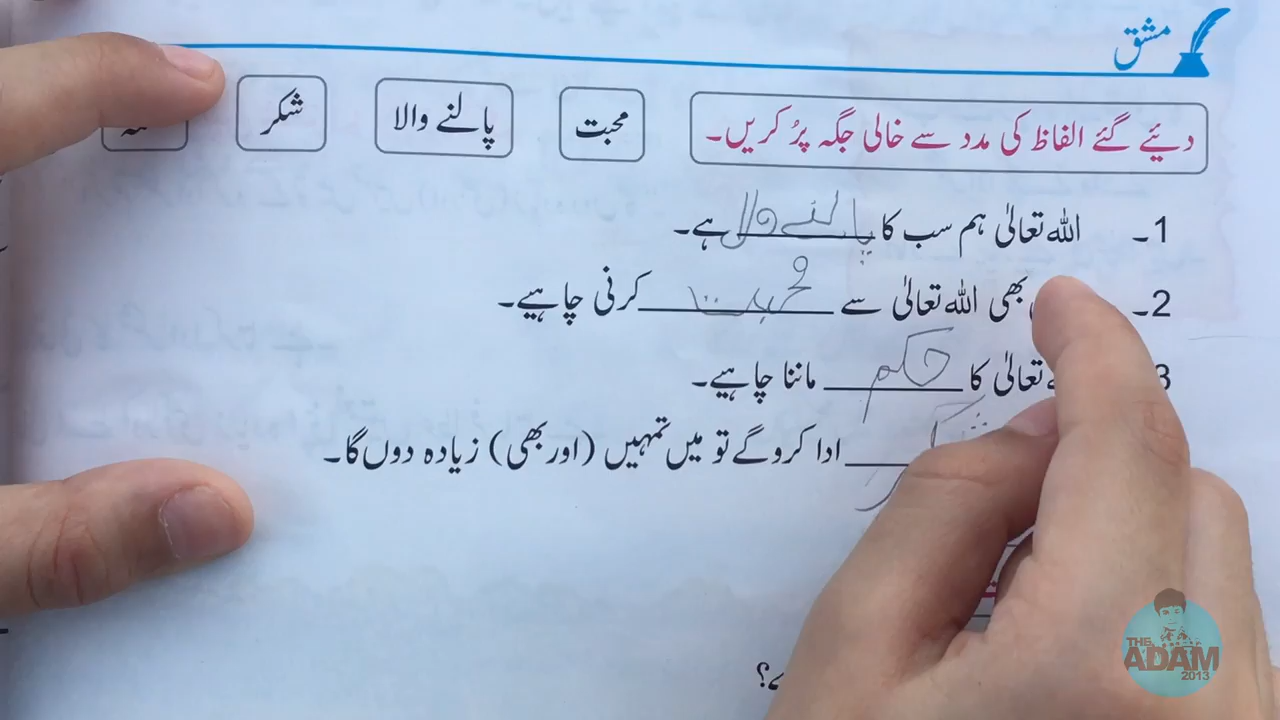 مشق
دیئے گئے الفاظ کی مدد سے خالی جگہ پُر کریں۔ محبت پالنے والا شکر
1۔ اللہ تعالیٰ ہم سب کا پالنے والا ہے۔
2۔ بھی اللہ تعالیٰ سے محبت کرنی چاہیے۔
3 تعالیٰ کا حکم ماننا چاہیے۔
شکر ادا کرو گے تو میں تمہیں (اور بھی) زیادہ دوں گا۔
؟
THE
ADAM
2013